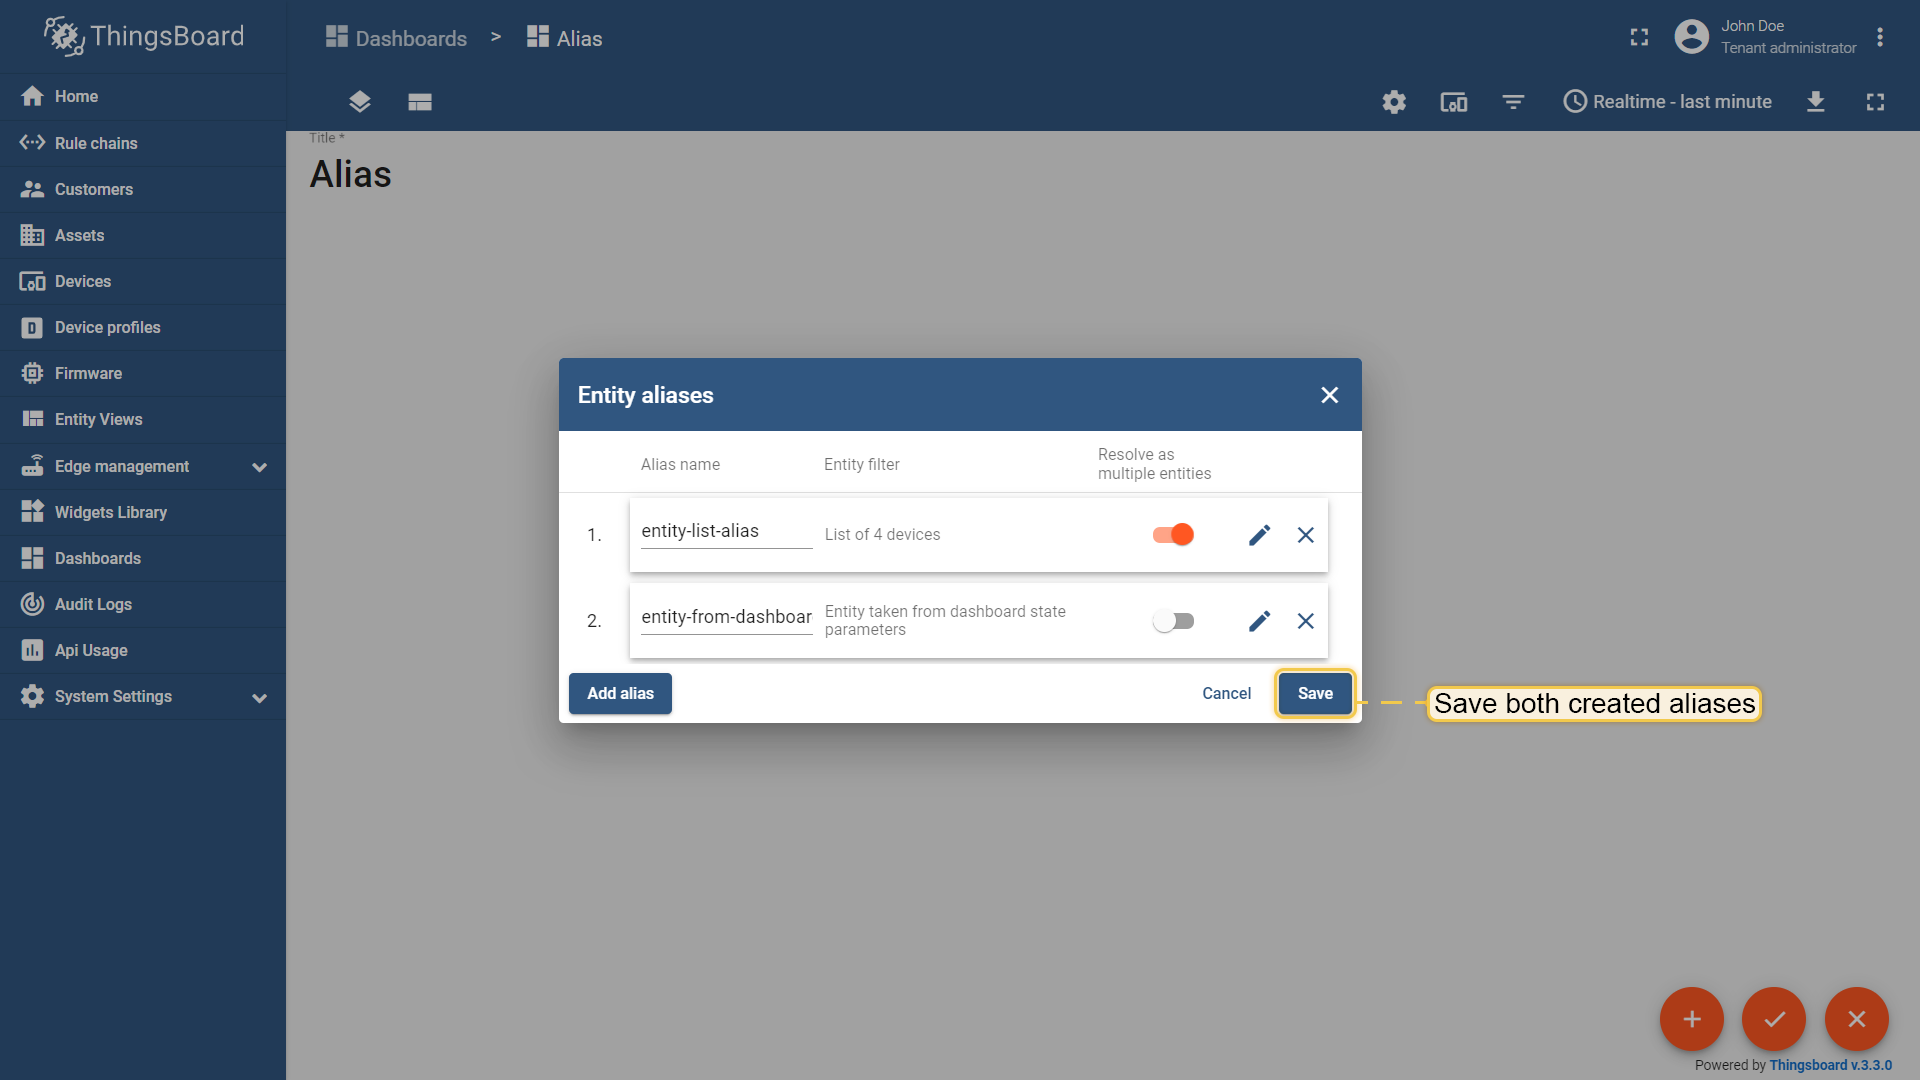 ThingsBoard
Dashboards > Alias
John Doe
Tenant administrator
Home
Rule chains
Customers
Assets
Devices
Device profiles
Firmware
Entity Views
Edge management
Widgets Library
Dashboards
Audit Logs
Api Usage
System Settings
Realtime - last minute
Title *
Alias
Entity aliases
Alias name
Entity filter
Resolve as
multiple entities
1.
entity-list-alias
List of 4 devices
2.
entity-from-dashboar
Entity taken from dashboard state
parameters
Add alias
Cancel
Save
Save both created aliases
Powered by Thingsboard v.3.3.0